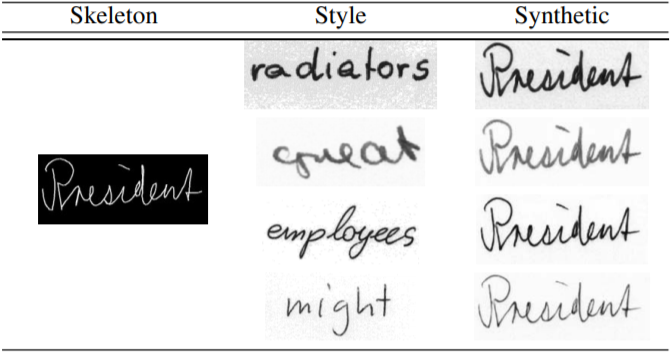 Skeleton Style Synthetic
radiators President
great President
President
employees President
might President